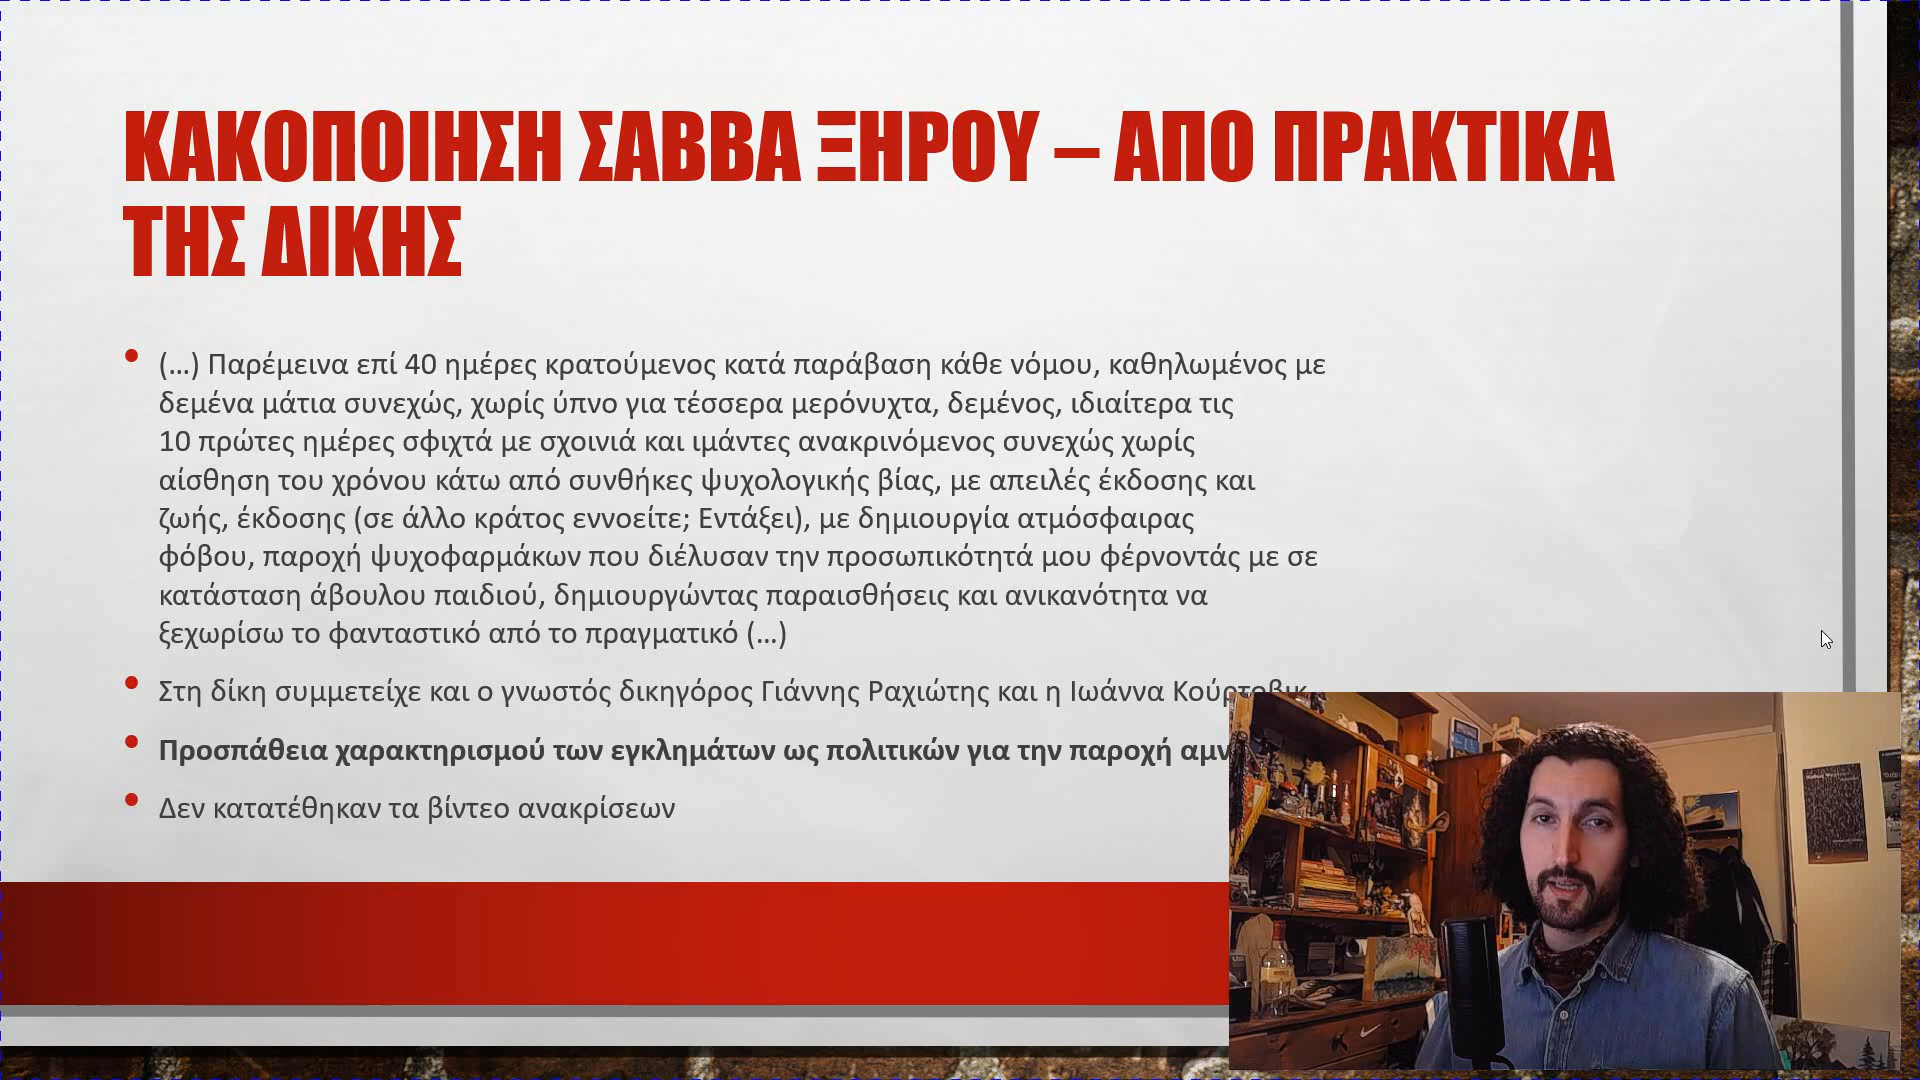 ΚΑΚΟΠΟΙΗΣΗ ΣΑΒΒΑ ΞΗΡΟΥ – ΑΠΟ ΠΡΑΚΤΙΚΑ
ΤΗΣ ΔΙΚΗΣ
• (…) Παρέμεινα επί 40 ημέρες κρατούμενος κατά παράβαση κάθε νόμου, καθηλωμένος με
δεμένα μάτια συνεχώς, χωρίς ύπνο για τέσσερα μερόνυχτα, δεμένος, ιδιαίτερα τις
10 πρώτες ημέρες σφιχτά με σχοινιά και ιμάντες ανακρινόμενος συνεχώς χωρίς
αίσθηση του χρόνου κάτω από συνθήκες ψυχολογικής βίας, με απειλές έκδοσης και
ζωής, έκδοσης (σε άλλο κράτος εννοείτε; Εντάξει), με δημιουργία ατμόσφαιρας
φόβου, παροχή ψυχοφαρμάκων που διέλυσαν την προσωπικότητά μου φέρνοντάς με σε
κατάσταση άβουλου παιδιού, δημιουργώντας παραισθήσεις και ανικανότητα να
ξεχωρίσω το φανταστικό από το πραγματικό (…)
• Στη δίκη συμμετείχε και ο γνωστός δικηγόρος Γιάννης Ραχιώτης και η Ιωάννα Κούρτοβικ
• Προσπάθεια χαρακτηρισμού των εγκλημάτων ως πολιτικών για την παροχή
• Δεν κατατέθηκαν τα βίντεο ανακρίσεων